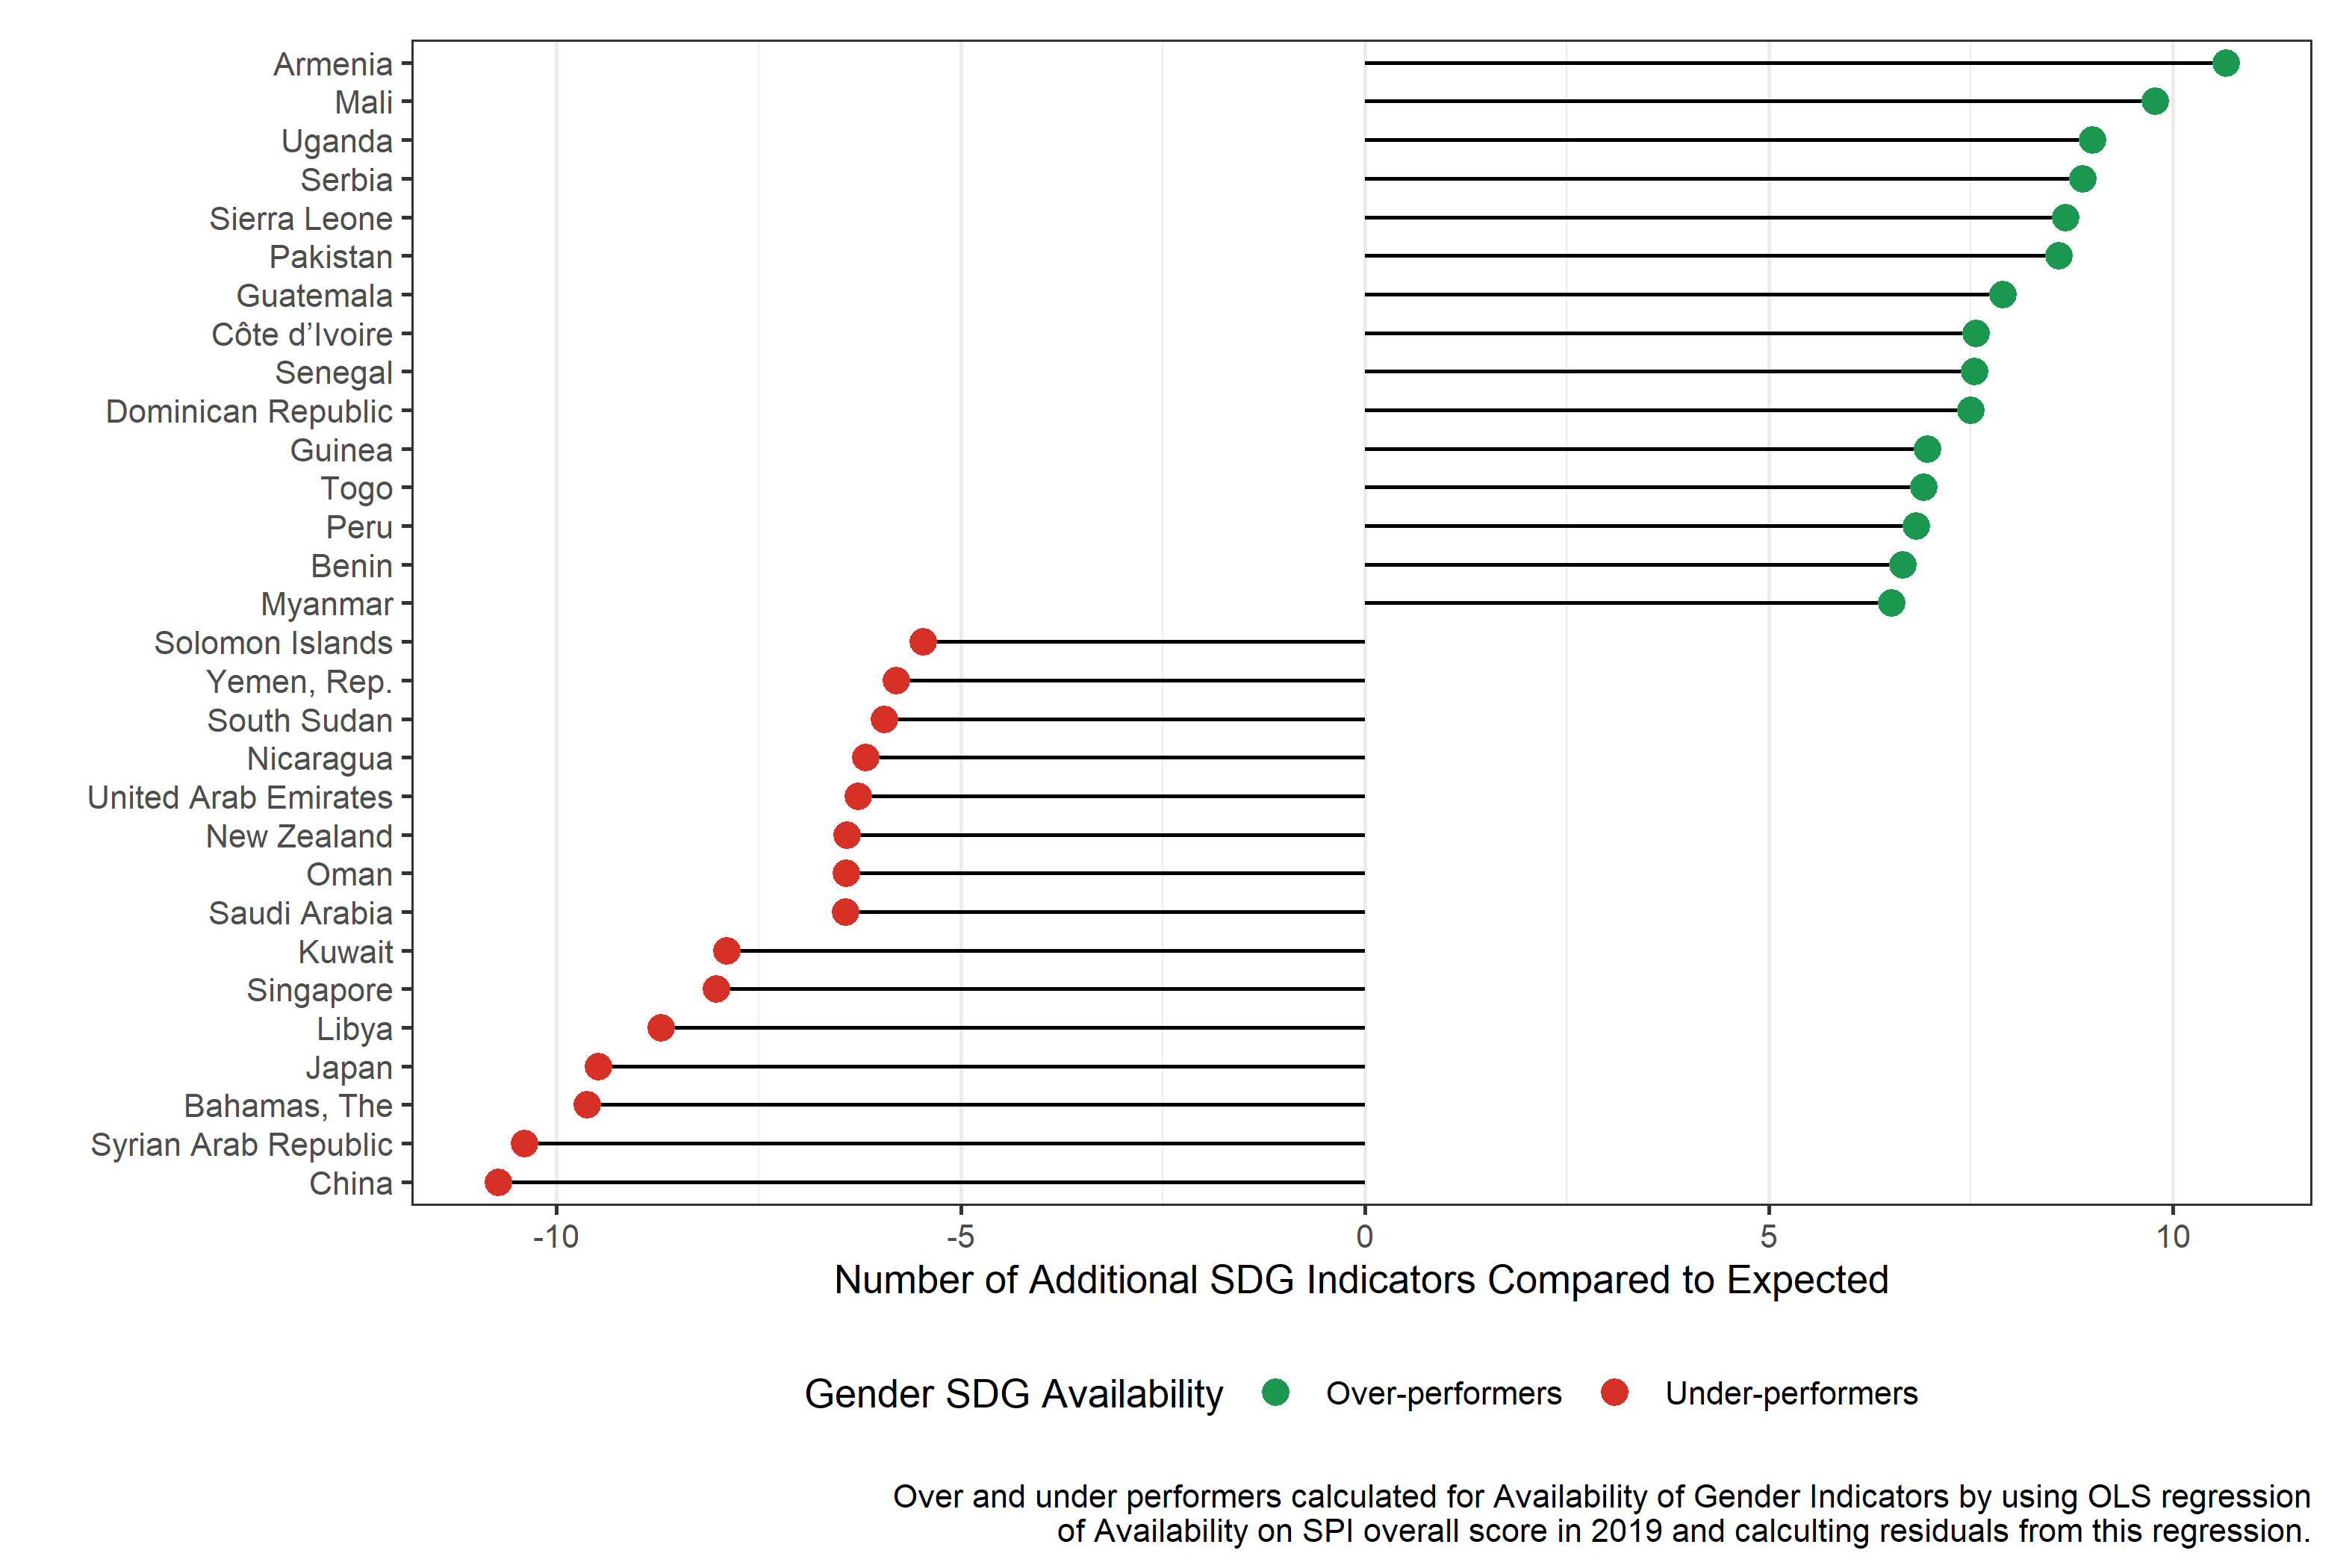 Armenia
Mali
Uganda
Serbia
Sierra Leone
Pakistan
Guatemala
Côte d’Ivoire
Senegal
Dominican Republic
Guinea
Togo
Peru
Benin
Myanmar
Solomon Islands
Yemen, Rep.
South Sudan
Nicaragua
United Arab Emirates
New Zealand
Oman
Saudi Arabia
Kuwait
Singapore
Libya
Japan
Bahamas, The
Syrian Arab Republic
China
-10 -5 0 5 10
Number of Additional SDG Indicators Compared to Expected
Gender SDG Availability Over-performers Under-performers
Over and under performers calculated for Availability of Gender Indicators by using OLS regression
of Availability on SPI overall score in 2019 and calculting residuals from this regression.